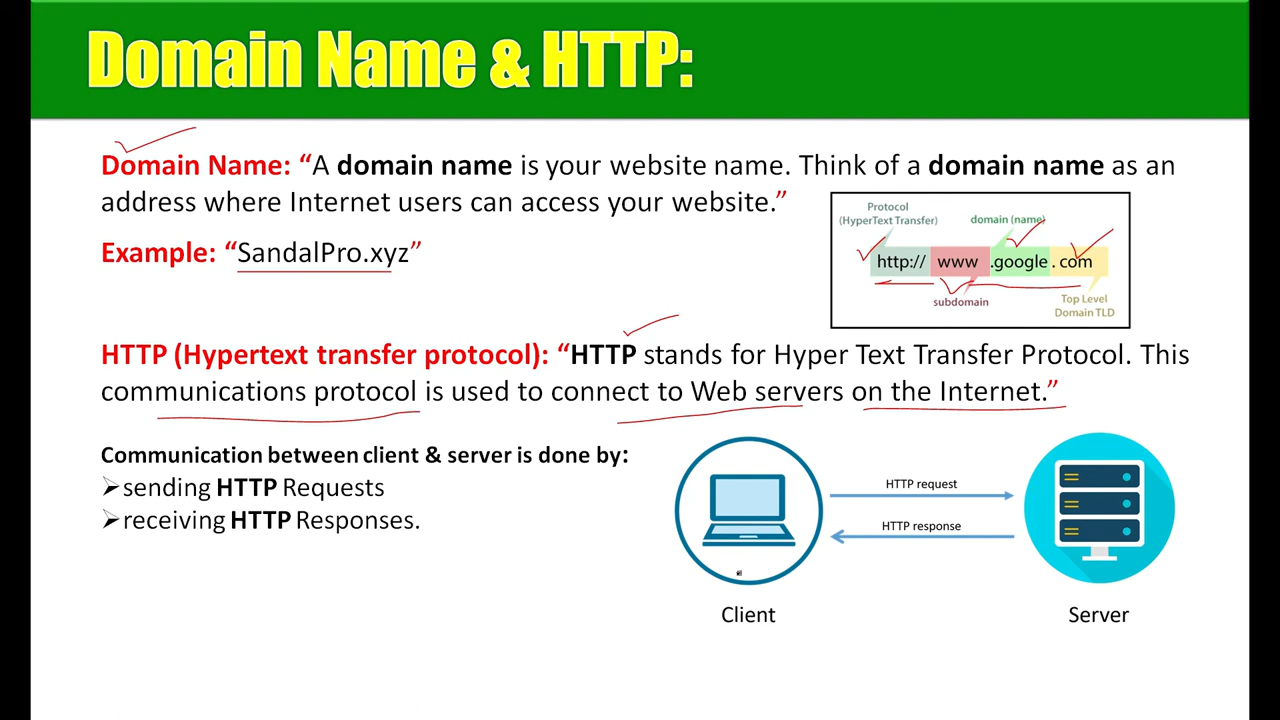 Domain Name & HTTP:
Domain Name: “A domain name is your website name. Think of a domain name as an
address where Internet users can access your website.”
Example: “SandalPro.xyz”
Protocol
(HyperText Transfer)
domain (name)
http:// www .google . com
subdomain
Top Level
Domain TLD
HTTP (Hypertext transfer protocol): “HTTP stands for Hyper Text Transfer Protocol. This
communications protocol is used to connect to Web servers on the Internet.”
Communication between client & server is done by:
➢sending HTTP Requests
➢receiving HTTP Responses.
HTTP request
HTTP response
Client
Server